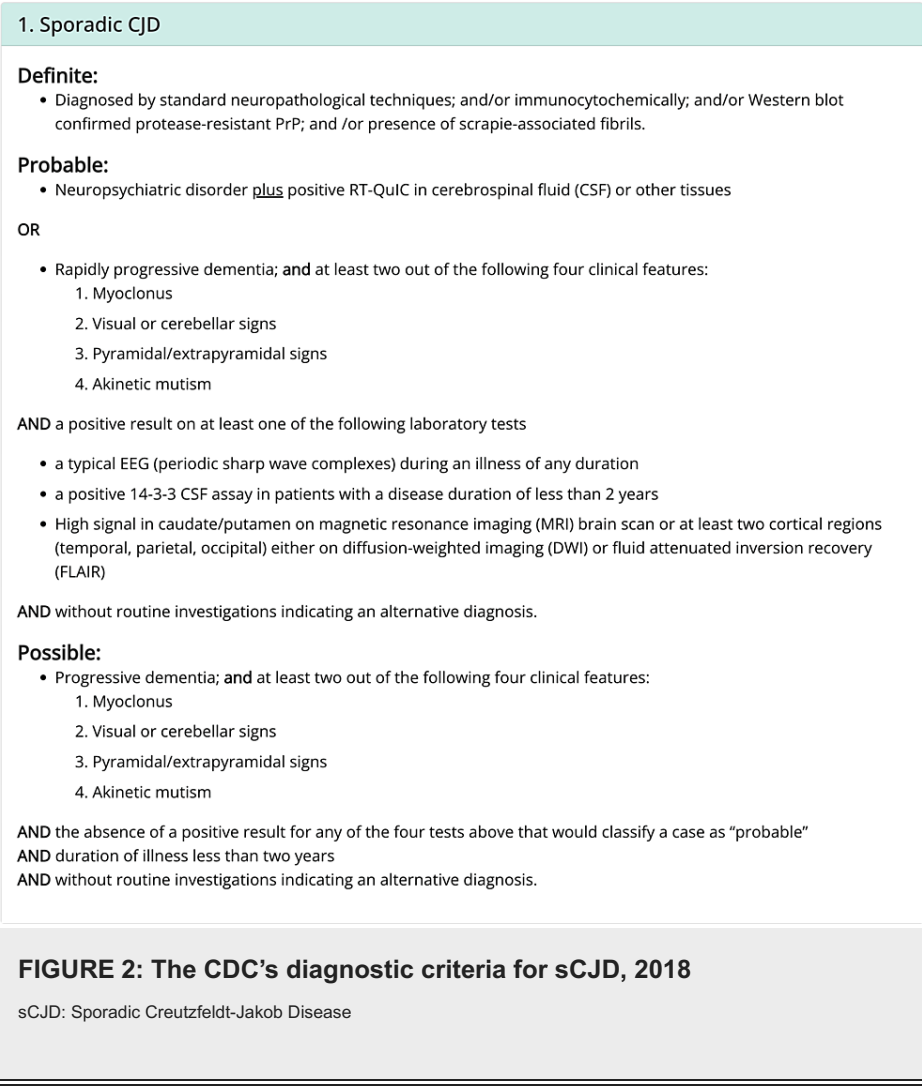 1. Sporadic CJD
Definite:
• Diagnosed by standard neuropathological techniques; and/or immunocytochemically; and/or Western blot
confirmed protease-resistant PrP; and /or presence of scrapie-associated fibrils.
Probable:
• Neuropsychiatric disorder plus positive RT-QuIC in cerebrospinal fluid (CSF) or other tissues
OR
• Rapidly progressive dementia; and at least two out of the following four clinical features:
1. Myoclonus
2. Visual or cerebellar signs
3. Pyramidal/extrapyramidal signs
4. Akinetic mutism
AND a positive result on at least one of the following laboratory tests
• a typical EEG (periodic sharp wave complexes) during an illness of any duration
• a positive 14-3-3 CSF assay in patients with a disease duration of less than 2 years
• High signal in caudate/putamen on magnetic resonance imaging (MRI) brain scan or at least two cortical regions
(temporal, parietal, occipital) either on diffusion-weighted imaging (DWI) or fluid attenuated inversion recovery
(FLAIR)
AND without routine investigations indicating an alternative diagnosis.
Possible:
• Progressive dementia; and at least two out of the following four clinical features:
1. Myoclonus
2. Visual or cerebellar signs
3. Pyramidal/extrapyramidal signs
4. Akinetic mutism
AND the absence of a positive result for any of the four tests above that would classify a case as “probable”
AND duration of illness less than two years
AND without routine investigations indicating an alternative diagnosis.
FIGURE 2: The CDC’s diagnostic criteria for sCJD, 2018
sCJD: Sporadic Creutzfeldt-Jakob Disease